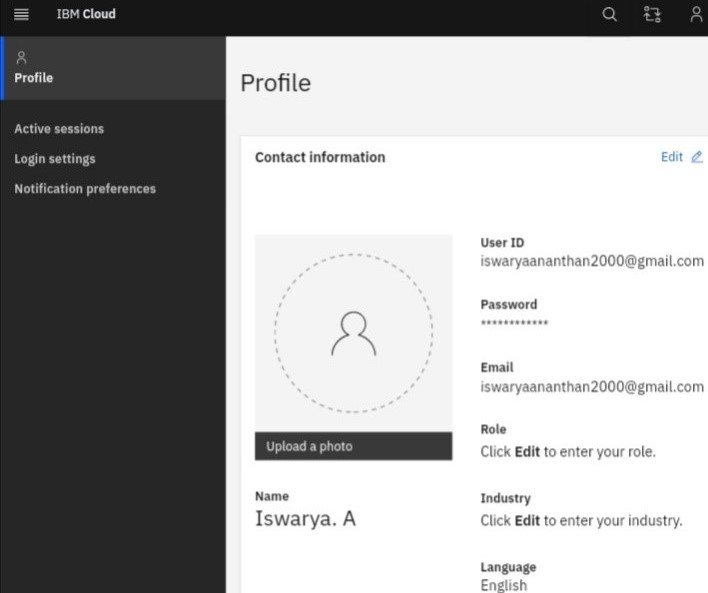 IBM Cloud
Profile
Active sessions
Login settings
Notification preferences
Profile
Contact information
Edit
Upload a photo
Name
Iswarya. A
User ID
iswaryaananthan2000@gmail.com
Password
************
Email
iswaryaananthan2000@gmail.com
Role
Click Edit to enter your role.
Industry
Click Edit to enter your industry.
Language
English